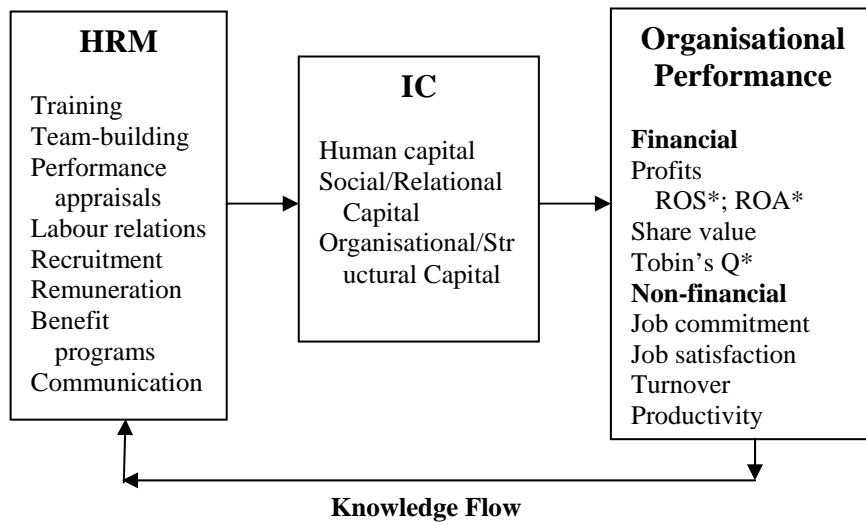 HRM
Training
Team-building
Performance
appraisals
Labour relations
Recruitment
Remuneration
Benefit
programs
Communication
IC
Human capital
Social/Relational
Capital
Organisational/Str
uctural Capital
Organisational
Performance
Financial
Profits
ROS*; ROA*
Share value
Tobin's Q*
Non-financial
Job commitment
Job satisfaction
Turnover
Productivity
Knowledge Flow